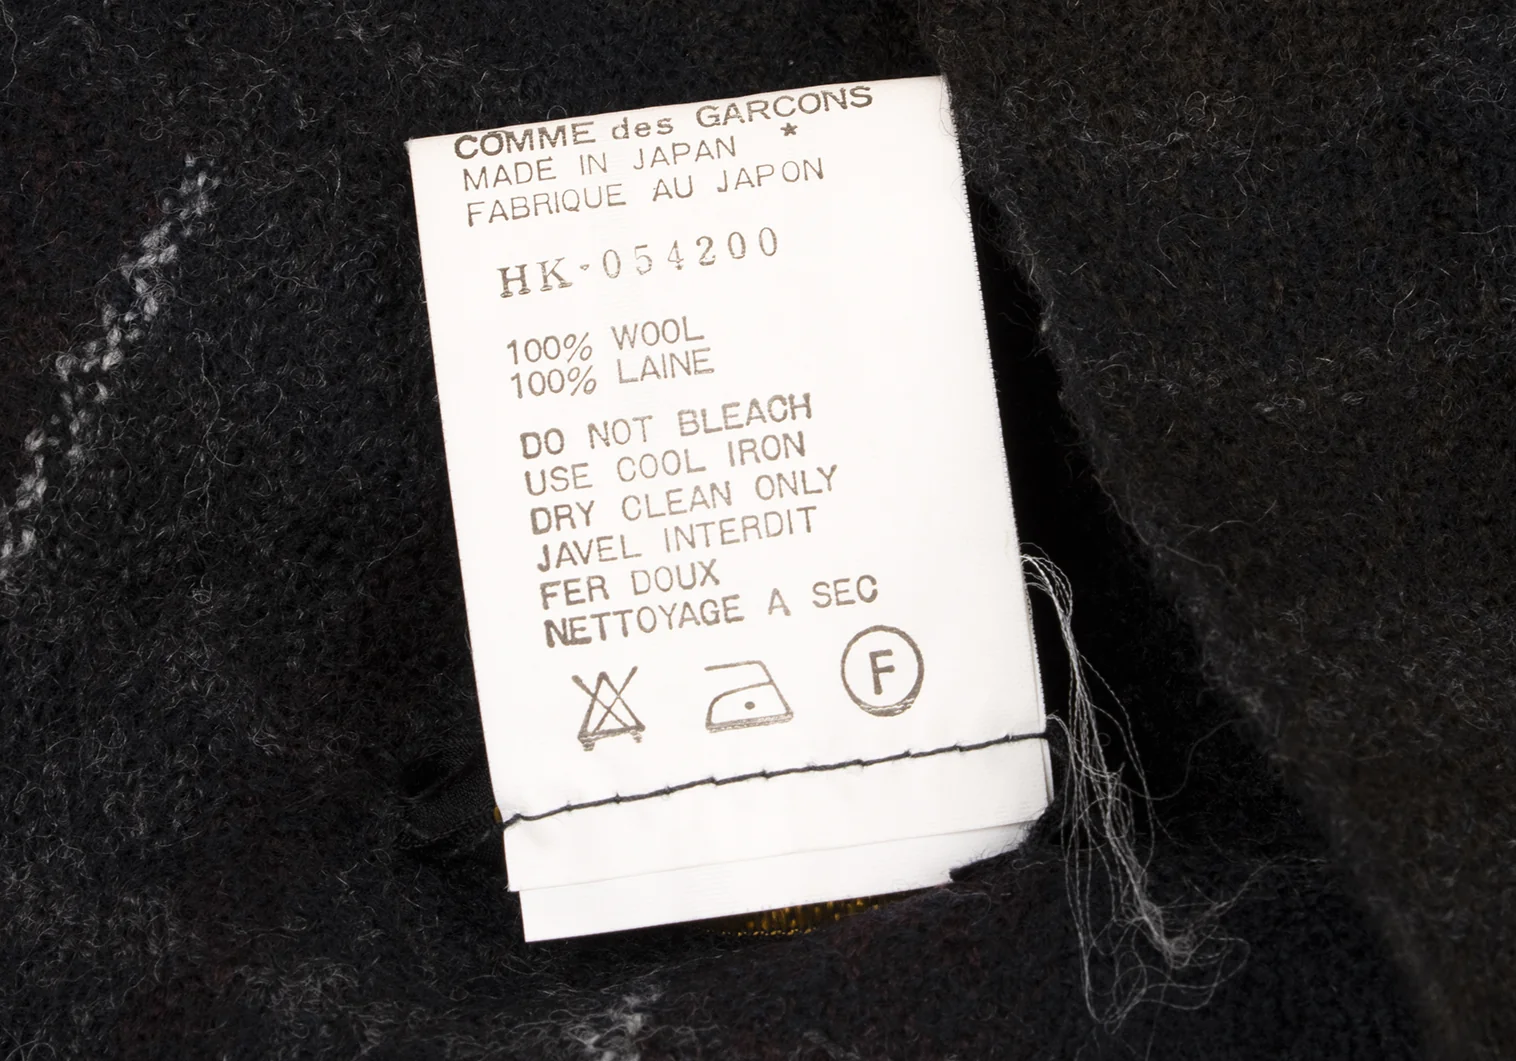 COMME des GARCONS
*
MADE IN JAPAN
FABRIQUE AU JAPON
HK-054200
100% WOOL
100% LAINE
DO NOT BLEACH
USE COOL IRON
DRY CLEAN ONLY
JAVEL INTERDIT
FER DOUX
NETTOYAGE A SEC
F